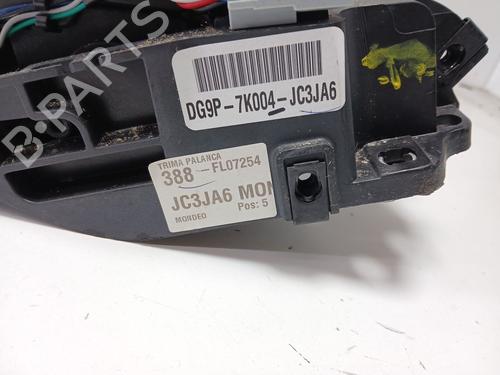 DG9P-7K004-JC3JA6
TRIMA PALANCA
388-FL07254
JC3JA6 MON
MONDEO Pos: 5
B-PARTS